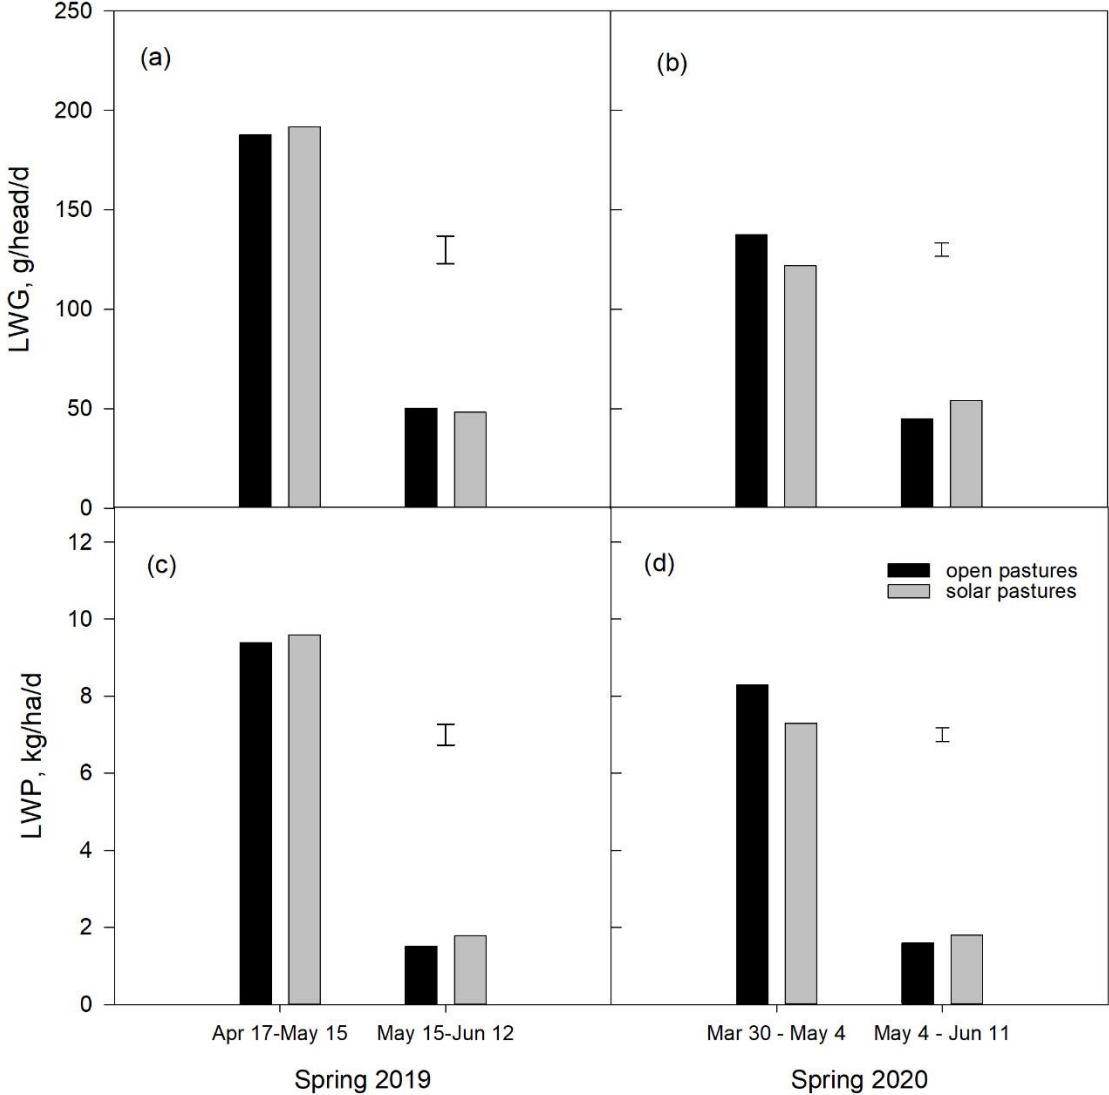 250
(a)
(b)
200
150
100
50
0
LWG, g/head/d
12
(c)
(d)
open pastures
solar pastures
10
8
6
4
2
0
LWP, kg/ha/d
Apr 17-May 15
May 15-Jun 12
Mar 30 - May 4
May 4 - Jun 11
Spring 2019
Spring 2020